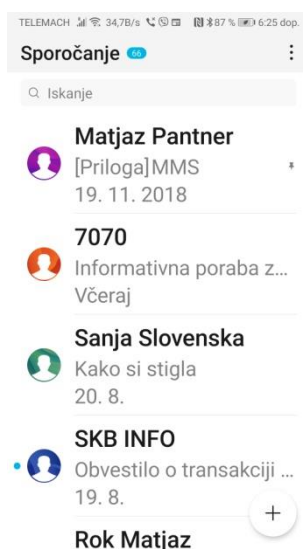 TELEMACH 34,7B/s 87 % 6:25 dop.
Sporočanje 66
Iskanje
Matjaz Pantner
[Priloga]MMS
19. 11. 2018
7070
Informativna poraba z...
Včeraj
Sanja Slovenska
Kako si stigla
20. 8.
SKB INFO
Obvestilo o transakciji ...
19. 8.
Rok Matjaz